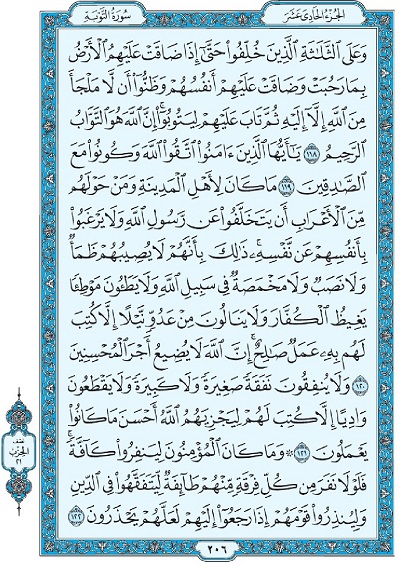 الجزء الحادي عشر
سورة التوبة
وَعَلَى ٱلثَّلَٰثَةِ ٱلَّذِينَ خُلِّفُوا۟ حَتَّىٰٓ إِذَا ضَاقَتْ عَلَيْهِمُ ٱلْأَرْضُ
بِمَا رَحُبَتْ وَضَاقَتْ عَلَيْهِمْ أَنفُسُهُمْ وَظَنُّوٓا۟ أَن لَّا مَلْجَأَ
مِنَ ٱللَّهِ إِلَّآ إِلَيْهِ ثُمَّ تَابَ عَلَيْهِمْ لِيَتُوبُوٓا۟ ۚ إِنَّ ٱللَّهَ هُوَ ٱلتَّوَّابُ
ٱلرَّحِيمُ ١١٨ يَٰٓأَيُّهَا ٱلَّذِينَ ءَامَنُوا۟ ٱتَّقُوا۟ ٱللَّهَ وَكُونُوا۟ مَعَ
ٱلصَّٰدِقِينَ ١١٩ مَا كَانَ لِأَهْلِ ٱلْمَدِينَةِ وَمَنْ حَوْلَهُم
مِّنَ ٱلْأَعْرَابِ أَن يَتَخَلَّفُوا۟ عَن رَّسُولِ ٱللَّهِ وَلَا يَرْغَبُوا۟
بِأَنفُسِهِمْ عَن نَّفْسِهِۦ ۚ ذَٰلِكَ بِأَنَّهُمْ لَا يُصِيبُهُمْ ظَمَأٌ
وَلَا نَصَبٌ وَلَا مَخْمَصَةٌ فِى سَبِيلِ ٱللَّهِ وَلَا يَطَـُٔونَ مَوْطِئًا
يَغِيظُ ٱلْكُفَّارَ وَلَا يَنَالُونَ مِنْ عَدُوٍّ نَّيْلًا إِلَّا كُتِبَ
لَهُم بِهِۦ عَمَلٌ صَٰلِحٌ ۚ إِنَّ ٱللَّهَ لَا يُضِيعُ أَجْرَ ٱلْمُحْسِنِينَ
١٢٠ وَلَا يُنفِقُونَ نَفَقَةً صَغِيرَةً وَلَا كَبِيرَةً وَلَا يَقْطَعُونَ
وَادِيًا إِلَّا كُتِبَ لَهُمْ لِيَجْزِيَهُمُ ٱللَّهُ أَحْسَنَ مَا كَانُوا۟
يَعْمَلُونَ ١٢١ ۞ وَمَا كَانَ ٱلْمُؤْمِنُونَ لِيَنفِرُوا۟ كَآفَّةً ۚ
فَلَوْلَا نَفَرَ مِن كُلِّ فِرْقَةٍ مِّنْهُمْ طَآئِفَةٌ لِّيَتَفَقَّهُوا۟ فِى ٱلدِّينِ
وَلِيُنذِرُوا۟ قَوْمَهُمْ إِذَا رَجَعُوٓا۟ إِلَيْهِمْ لَعَلَّهُمْ يَحْذَرُونَ ١٢٢
نصف
الحزب
٢١
٢٠٦